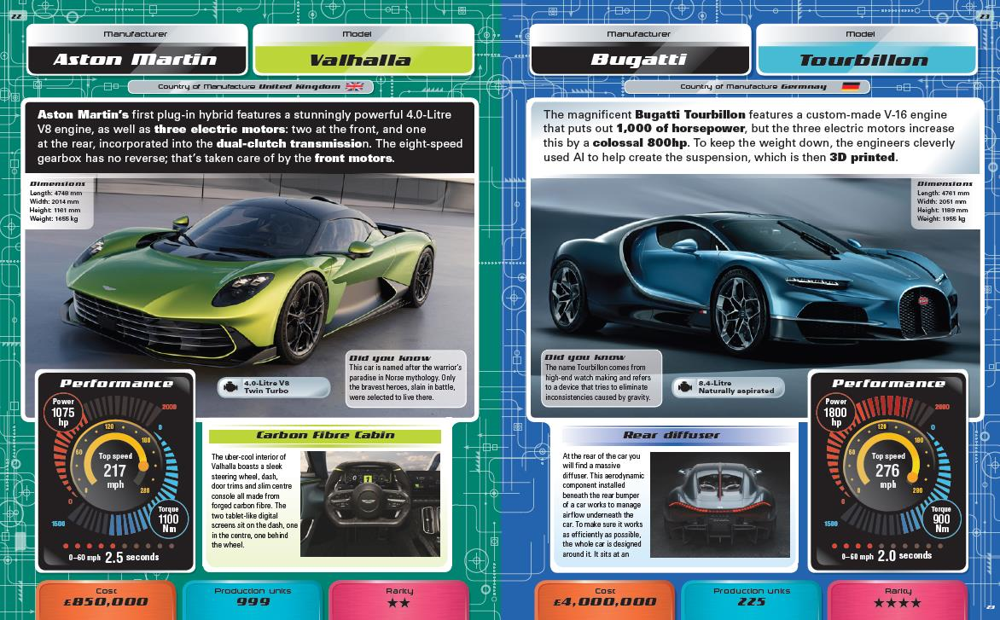 22
Manufacturer
Aston Martin
Model
Valhalla
Country of Manufacture United Kingdom
Aston Martin's first plug-in hybrid features a stunningly powerful 4.0-Litre
V8 engine, as well as three electric motors: two at the front, and one
at the rear, incorporated into the dual-clutch transmission. The eight-speed
gearbox has no reverse; that's taken care of by the front motors.
Dimensions
Length: 4748 mm
Width: 2014 mm
Height: 1161 mm
Weight: 1655 kg
Did you know
This car is named after the warrior's
paradise in Norse mythology. Only
the bravest heroes, slain in battle,
were selected to live there.
4.0-Litre V8
Twin Turbo
Performance
Power
1075
hp
2000
0
120
60
180
0
280
Top speed
217
mph
0
1500
Torque
1100
Nm
0-60 mph 2.5 seconds
Carbon Fibre Cabin
The uber-cool interior of
Valhalla boasts a sleek
steering wheel, dash,
door trims and slim centre
console all made from
forged carbon fibre. The
two tablet-like digital
screens sit on the dash, one
in the centre, one behind
the wheel.
Cost
£850,000
Production units
999
Rarity
★★
23
Manufacturer
Bugatti
Model
Tourbillon
Country of Manufacture Germnay
The magnificent Bugatti Tourbillon features a custom-made V-16 engine
that puts out 1,000 of horsepower, but the three electric motors increase
this by a colossal 800hp. To keep the weight down, the engineers cleverly
used AI to help create the suspension, which is then 3D printed.
Dimensions
Length: 4761 mm
Width: 2051 mm
Height: 1189 mm
Weight: 1955 kg
Did you know
The name Tourbillon comes from
high-end watch making and refers
to a device that tries to eliminate
inconsistencies caused by gravity.
8.4-Litre
Naturally aspirated
Performance
Power
1800
hp
2000
0
120
60
180
0
280
Top speed
276
mph
0
1500
Torque
900
Nm
0-60 mph 2.0 seconds
Rear diffuser
At the rear of the car you
will find a massive
diffuser. This aerodynamic
component installed
beneath the rear bumper
of a car works to manage
airflow underneath the
car. To make sure it works
as efficiently as possible,
the whole car is designed
around it. It sits at an
Cost
£4,000,000
Production units
225
Rarity
★★★★